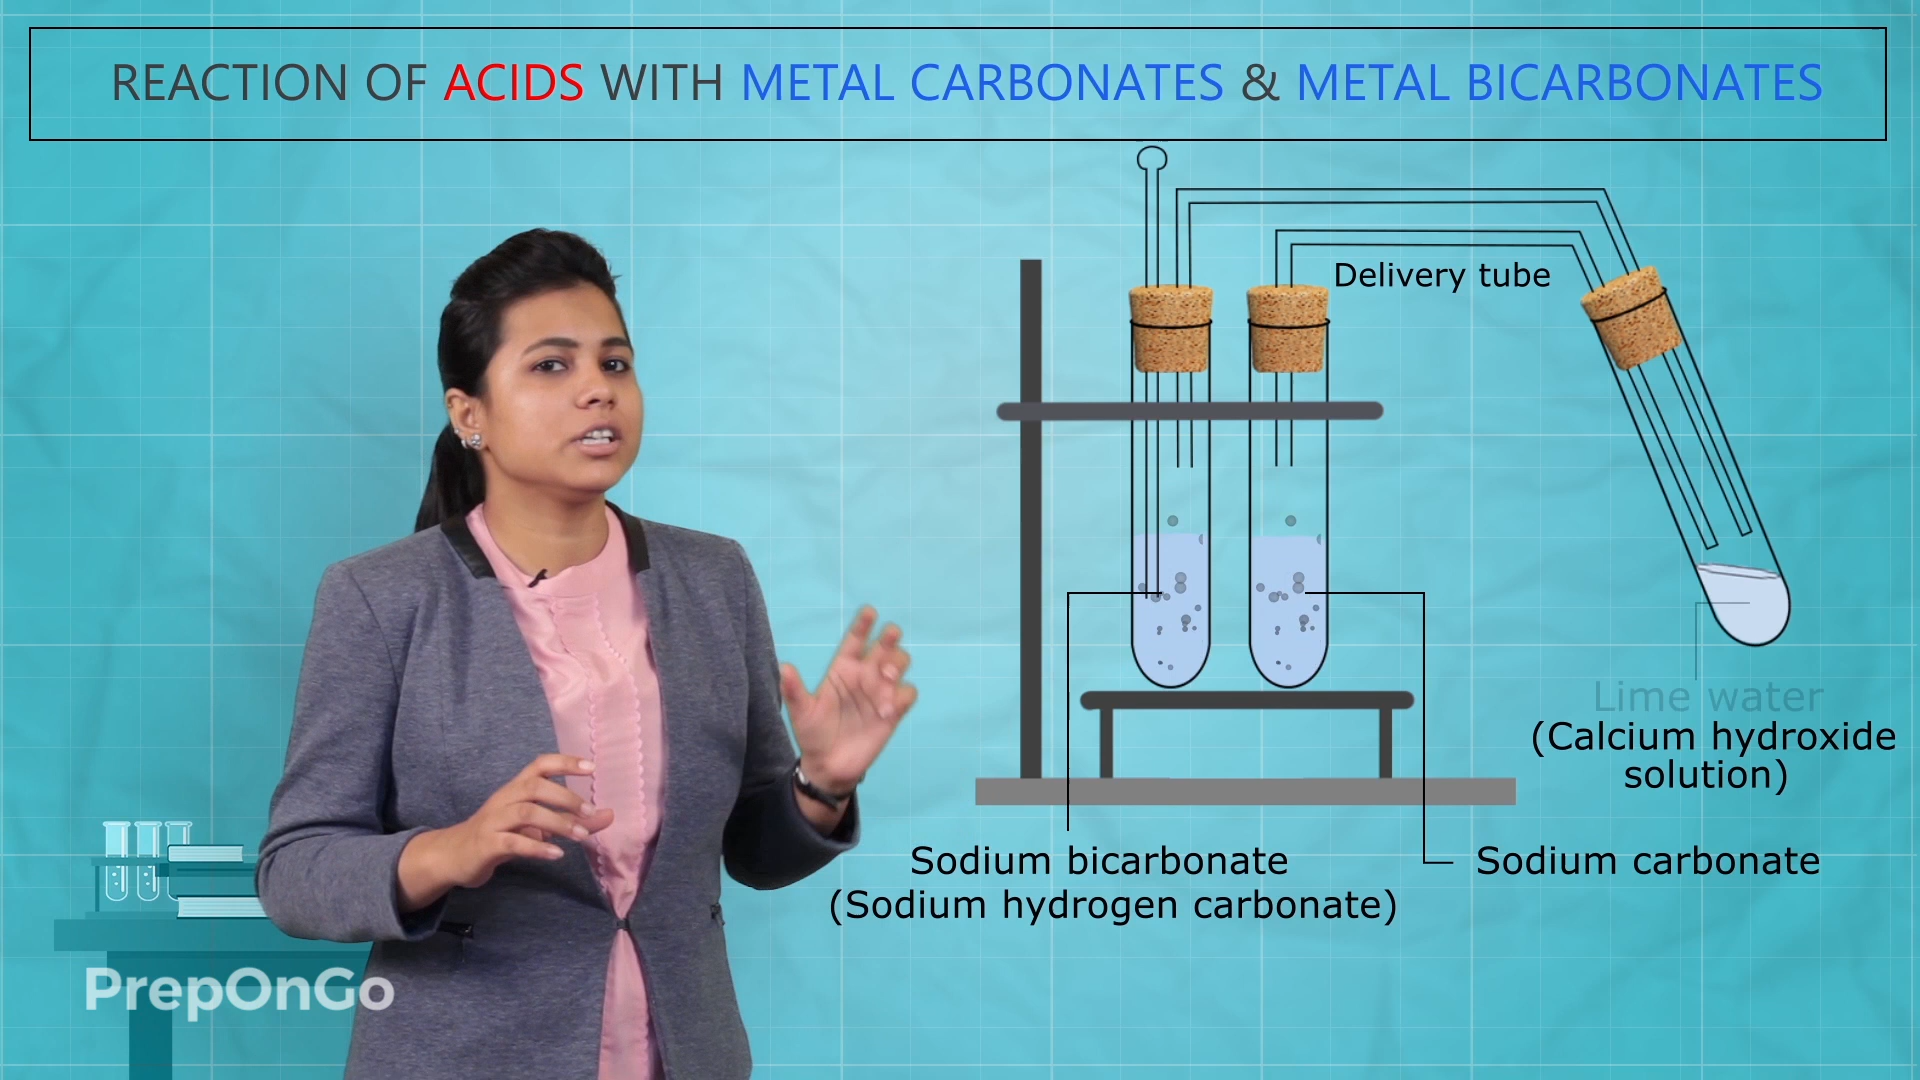 REACTION OF ACIDS WITH METAL CARBONATES & METAL BICARBONATES
Delivery tube
Lime water
(Calcium hydroxide
solution)
Sodium bicarbonate
(Sodium hydrogen carbonate)
Sodium carbonate
PrepOnGo